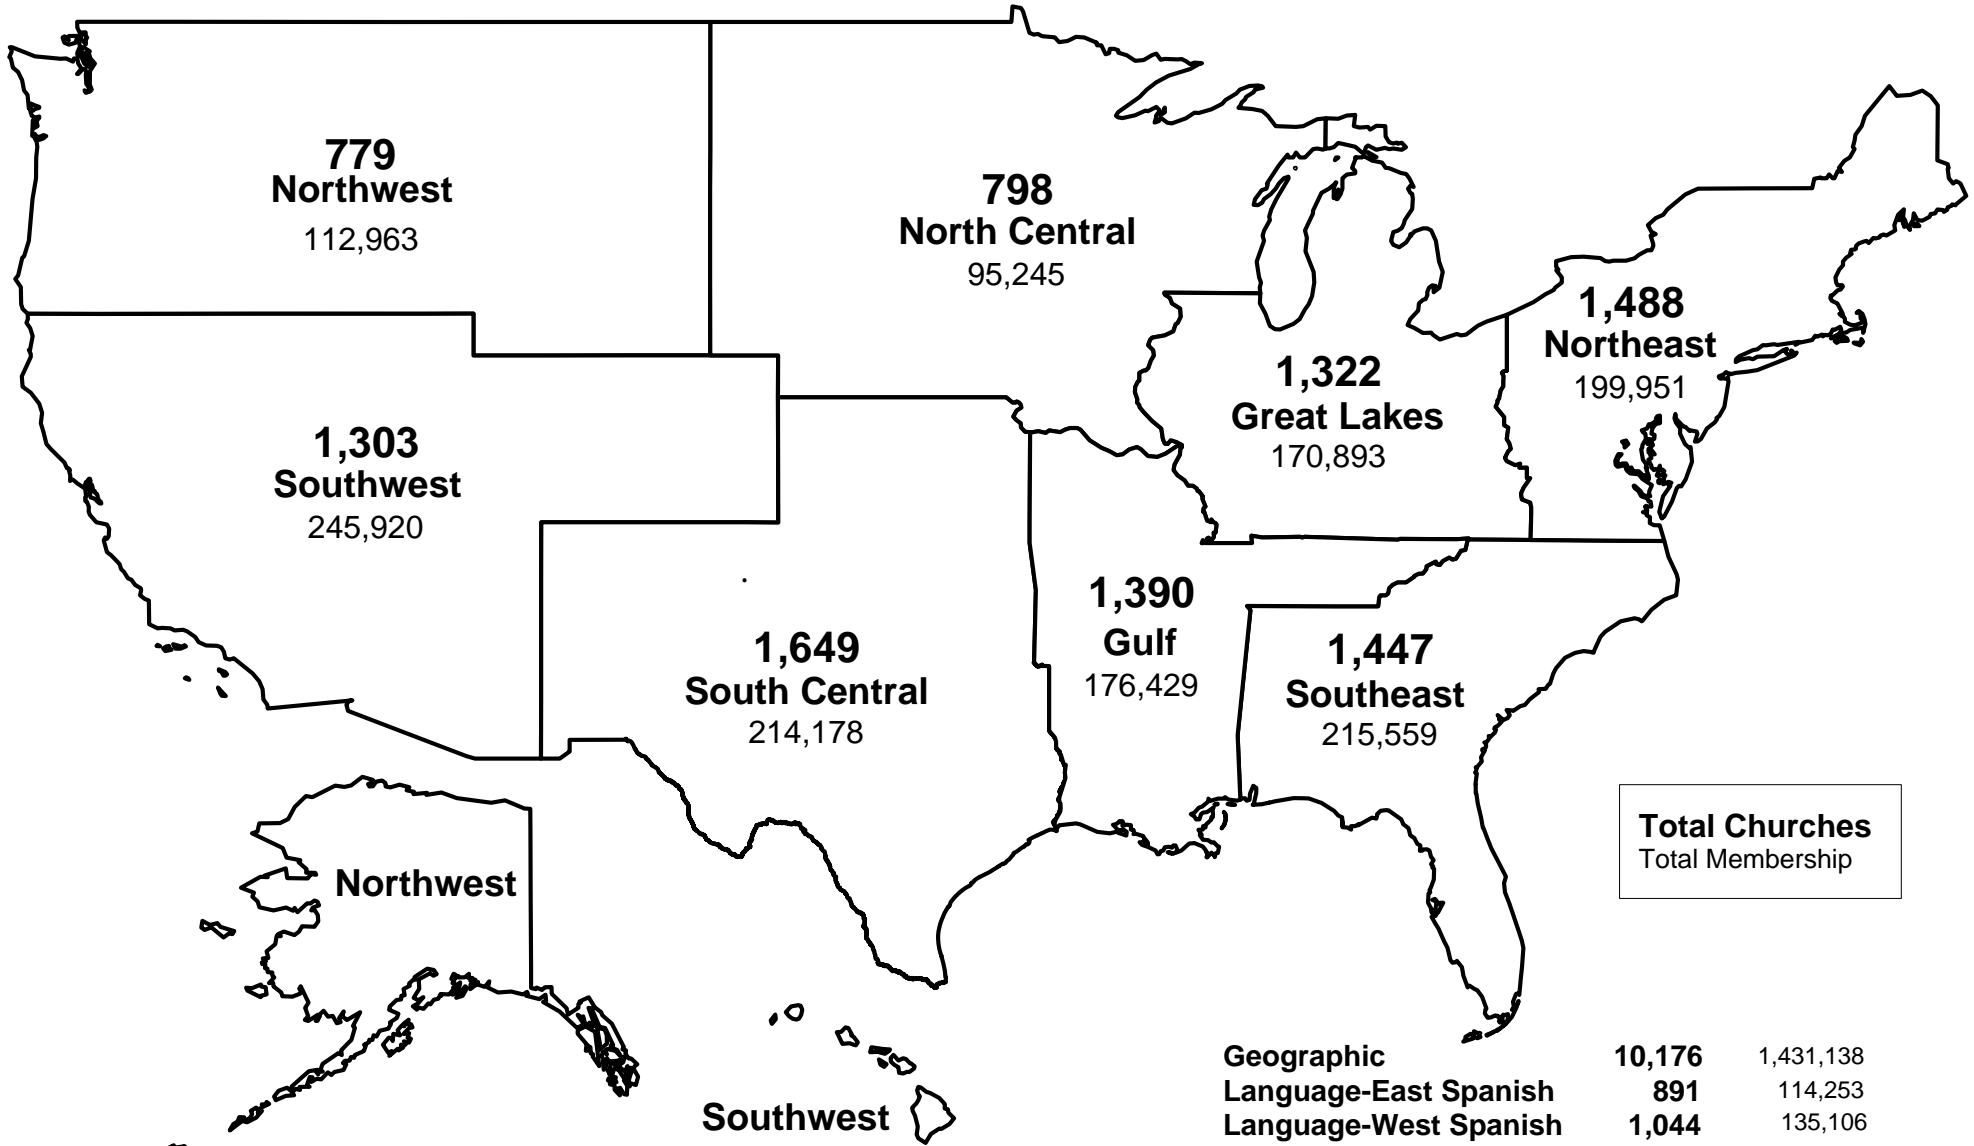 779
Northwest
112,963
798
North Central
95,245
1,488
Northeast
199,951
1,322
Great Lakes
170,893
1,303
Southwest
245,920
1,390
Gulf
176,429
1,649
South Central
214,178
1,447
Southeast
215,559
Total Churches
Total Membership
Northwest
Southwest
Geographic 10,176 1,431,138
Language-East Spanish 891 114,253
Language-West Spanish 1,044 135,106